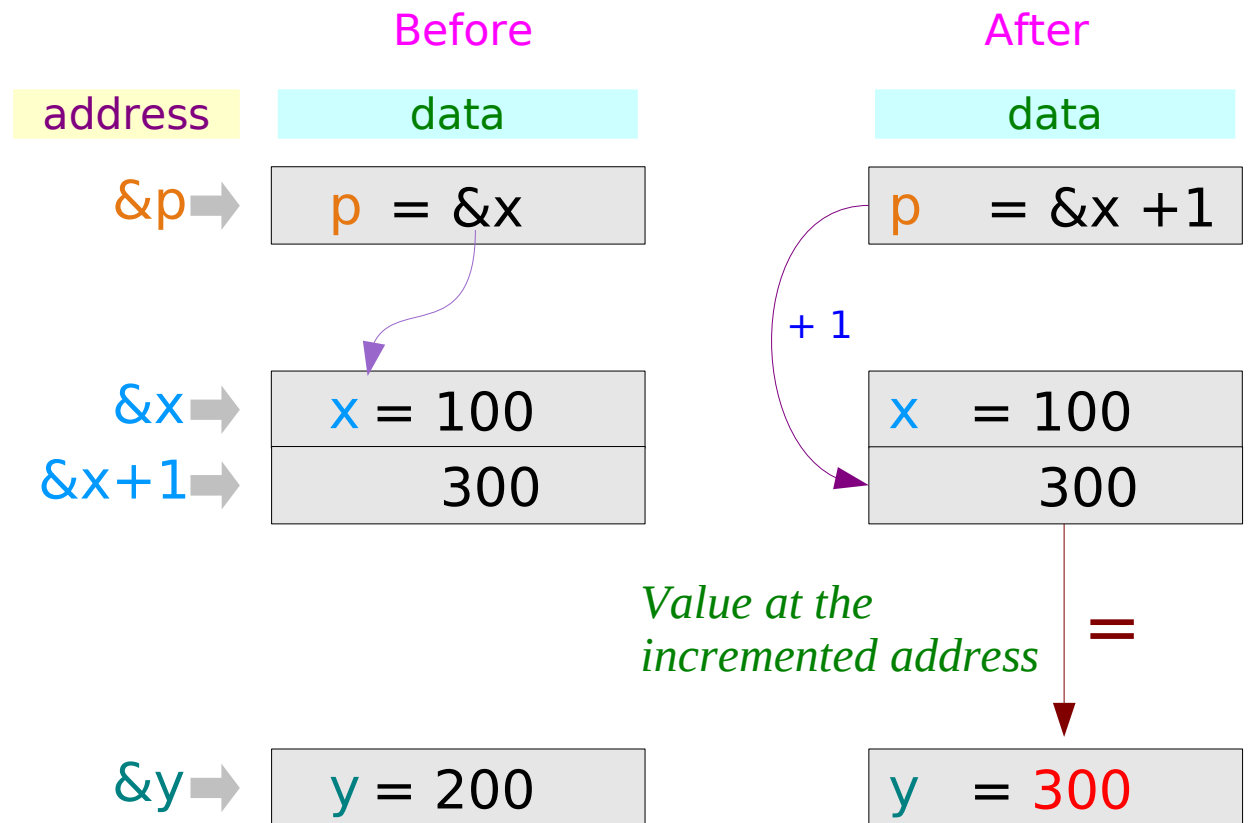 Before After
address data data
&p p = &x p = &x +1
+ 1
&x x = 100 x = 100
&x+1 300 300
Value at the =
incremented address
&y y = 200 y = 300